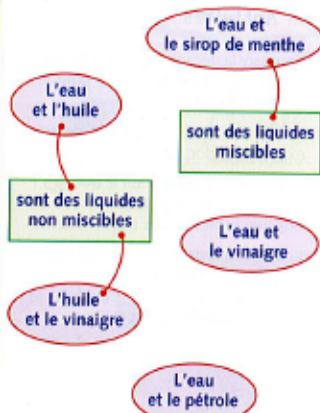 L'eau et
le sirop de menthe
L'eau
et l'huile
sont des liquides
miscibles
sont des liquides
non miscibles
L'eau et
le vinaigre
L'huile
et le vinaigre
L'eau
et le pétrole